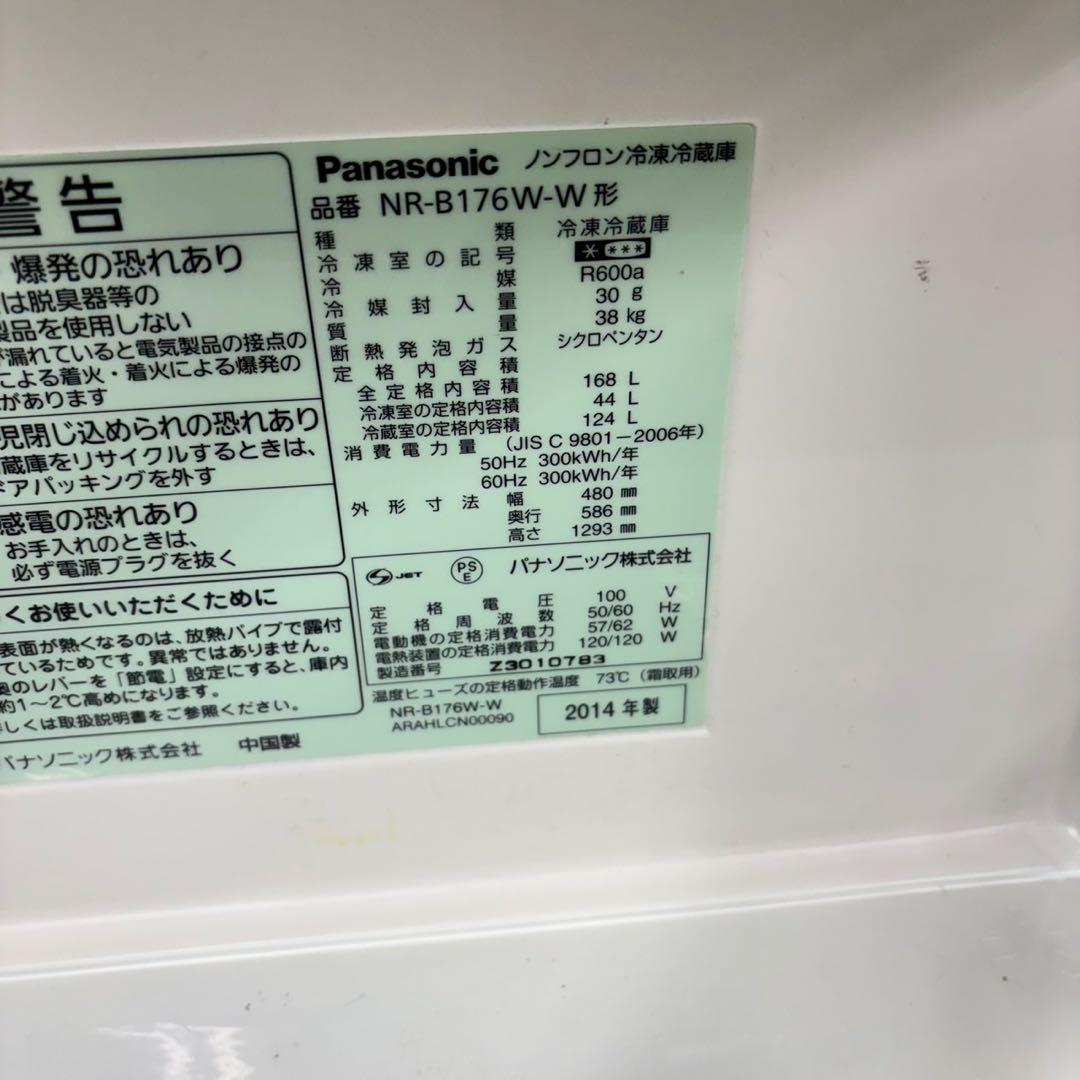 警告
爆発の恐れあり
は脱臭器等の
製品を使用しない
が漏れていると電気製品の接点の
による着火・着火による爆発の
があります
児閉じ込められの恐れあり
蔵庫をリサイクルするときは、
ドアパッキングを外す
感電の恐れあり
お手入れのときは、
必ず電源プラグを抜く
くお使いいただくために
表面が熱くなるのは、放熱パイプで露付
ているためです。異常ではありません。
奥のレバーを「節電」設定にすると、庫内
約1～2℃高めになります。
しくは取扱説明書をご参照ください。
パナソニック株式会社 中国製
Panasonic ノンフロン冷凍冷蔵庫
品番 NR-B176W-W 形
種類 冷凍冷蔵庫
冷凍室の記号 * ***
冷媒 R600a
冷媒封入量 30 g
質量 38 kg
断熱発泡ガス シクロペンタン
定格内容積
全定格内容積 168 L
冷凍室の定格内容積 44 L
冷蔵室の定格内容積 124 L
消費電力量 (JIS C 9801－2006年)
50Hz 300kWh/年
60Hz 300kWh/年
外形寸法 幅 480 mm
奥行 586 mm
高さ 1293 mm
JET PS E パナソニック株式会社
定格電圧 100 V
定格周波数 50/60 Hz
電動機の定格消費電力 57/62 W
電熱装置の定格消費電力 120/120 W
製造番号 Z3010783
温度ヒューズの定格動作温度 73℃ (霜取用)
NR-B176W-W
ARAHLCN00090
2014 年製